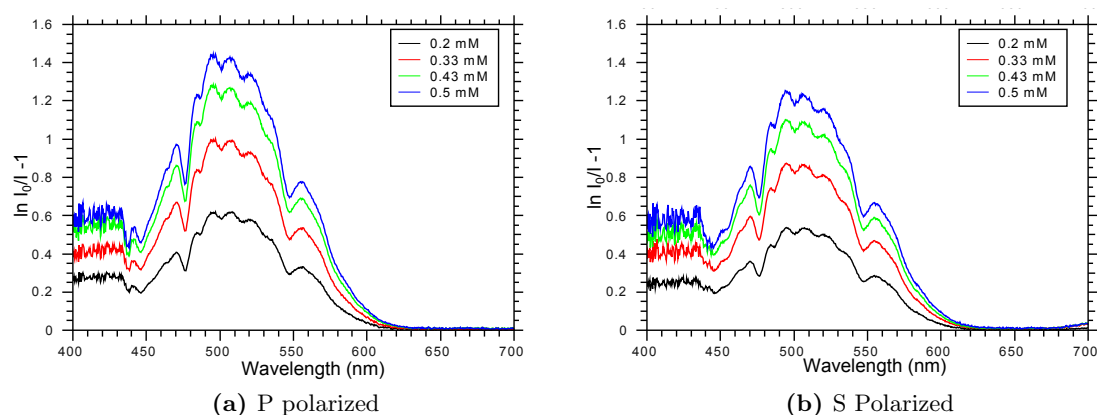 1.6
1.4
1.2
1
0.8
0.6
0.4
0.2
0
ln I₀/I -1
0.2 mM
0.33 mM
0.43 mM
0.5 mM
400 450 500 550 600 650 700
Wavelength (nm)
(a) P polarized
1.6
1.4
1.2
1
0.8
0.6
0.4
0.2
0
ln I₀/I -1
0.2 mM
0.33 mM
0.43 mM
0.5 mM
400 450 500 550 600 650 700
Wavelength (nm)
(b) S Polarized